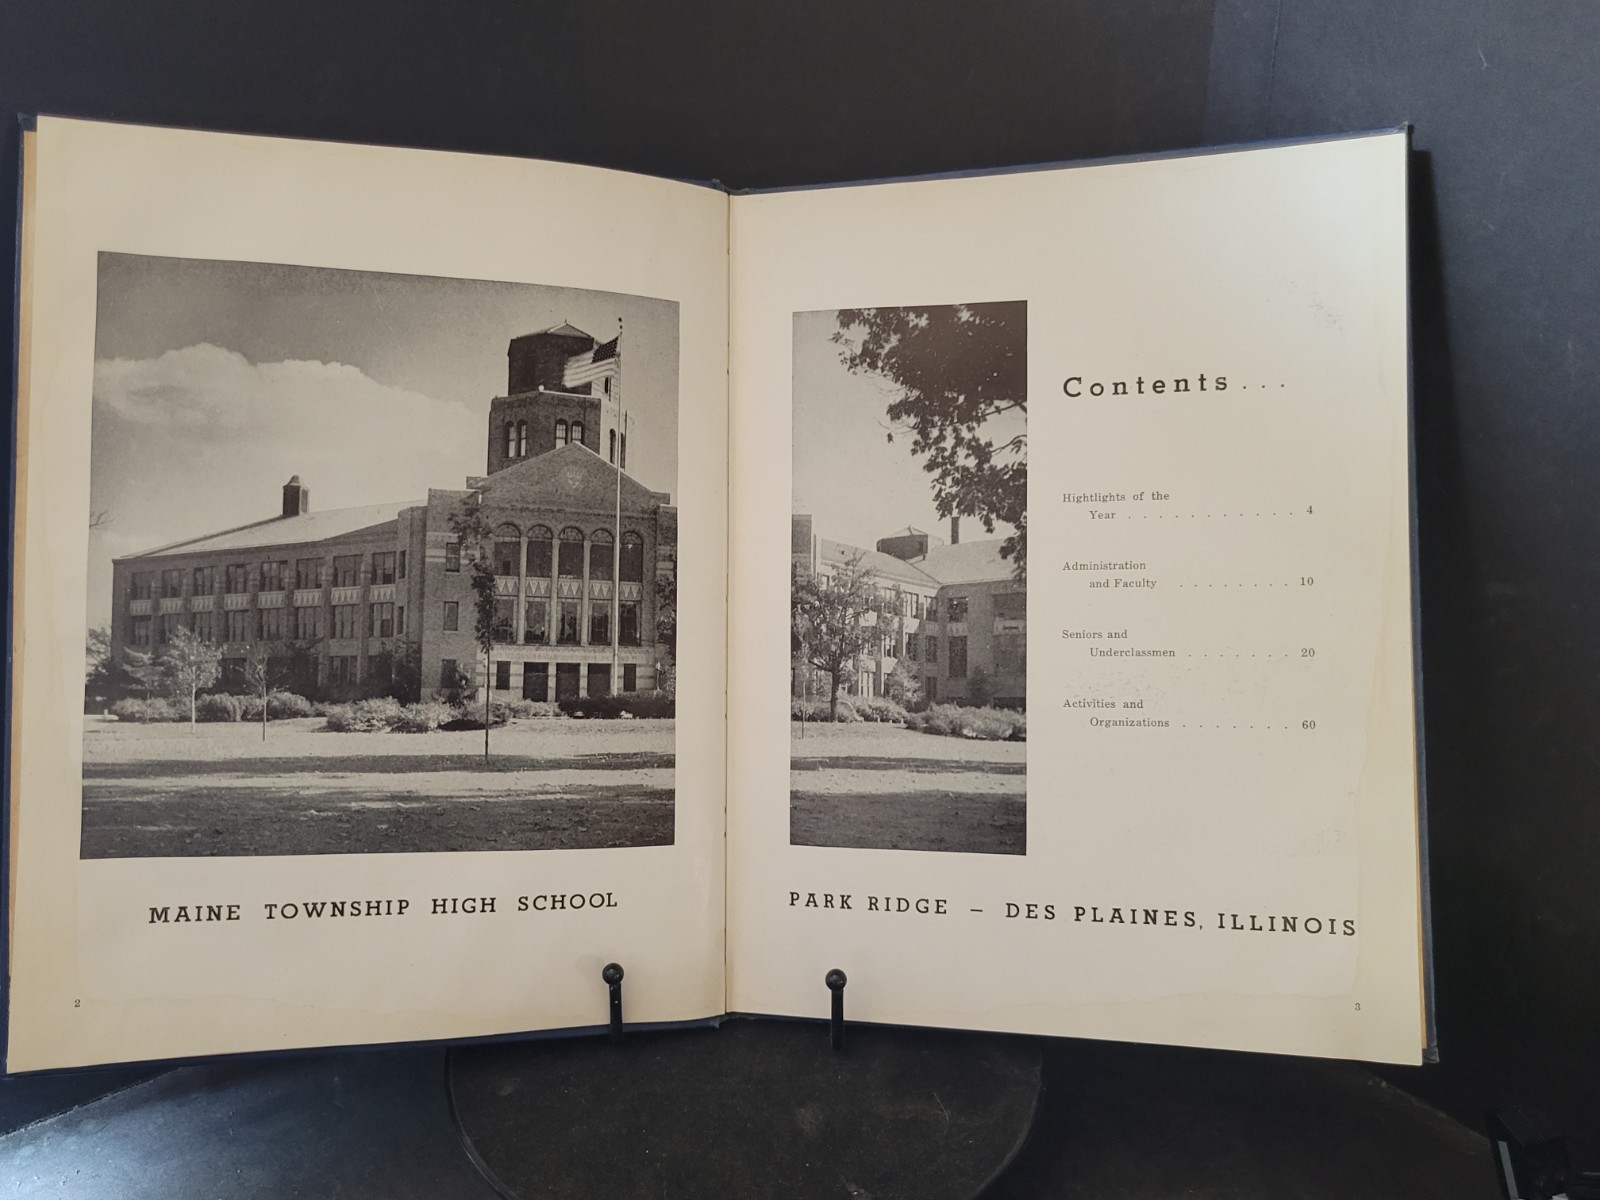 MAINE TOWNSHIP HIGH SCHOOL
2
Contents . . .
Hightlights of the
Year . . . . . . . . . . . 4
Administration
and Faculty . . . . . . . . 10
Seniors and
Underclassmen . . . . . . . 20
Activities and
Organizations . . . . . . . 60
PARK RIDGE – DES PLAINES, ILLINOIS
3